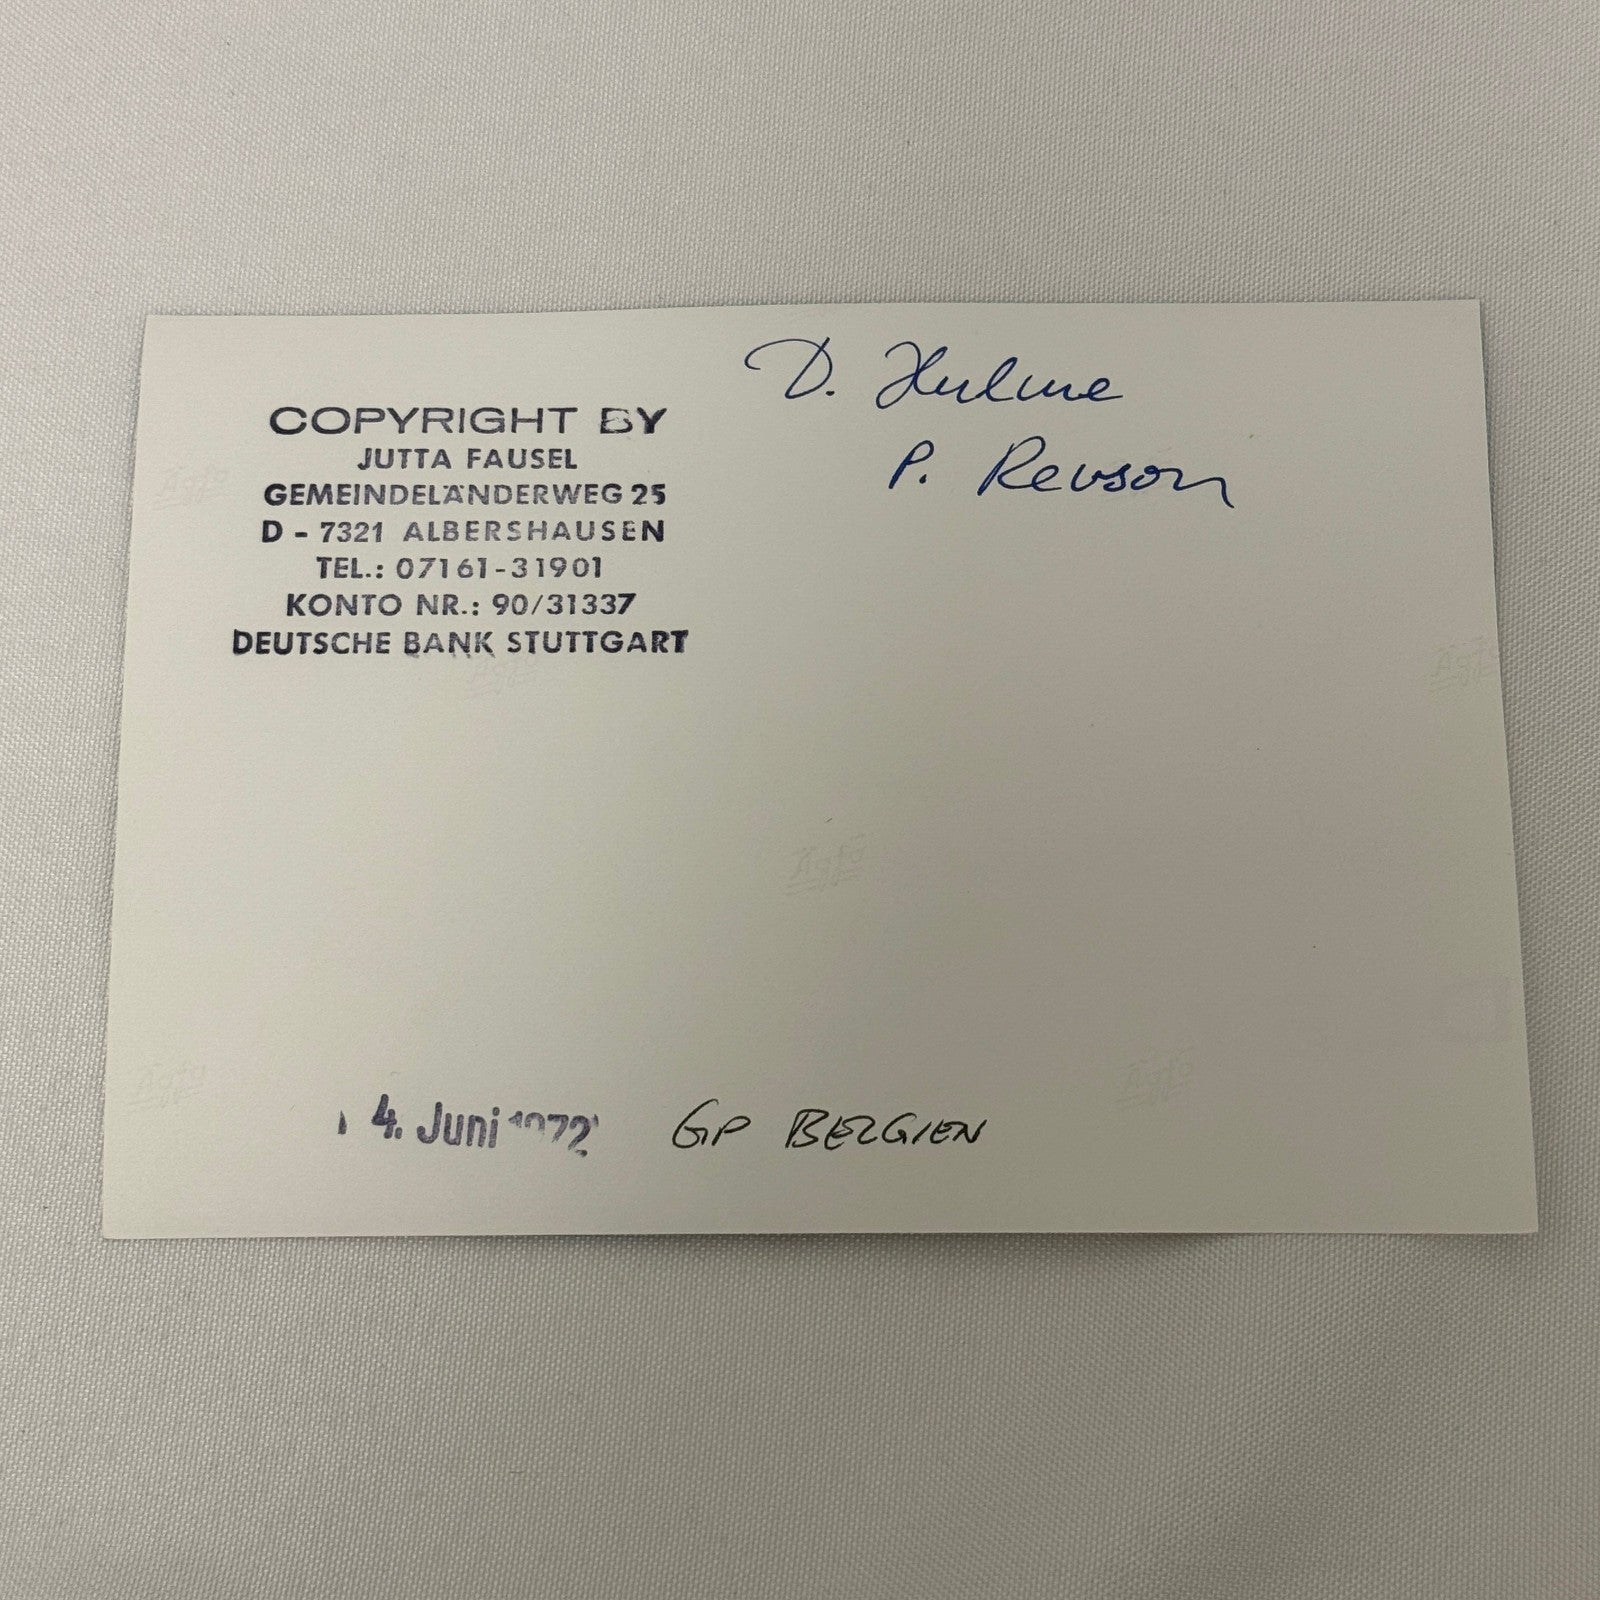 D. Hulme
P. Revson
COPYRIGHT BY
JUTTA FAUSEL
GEMEINDELÄNDERWEG 25
D - 7321 ALBERSHAUSEN
TEL.: 07161-31901
KONTO NR.: 90/31337
DEUTSCHE BANK STUTTGART
4. Juni 1972 GP BELGIEN